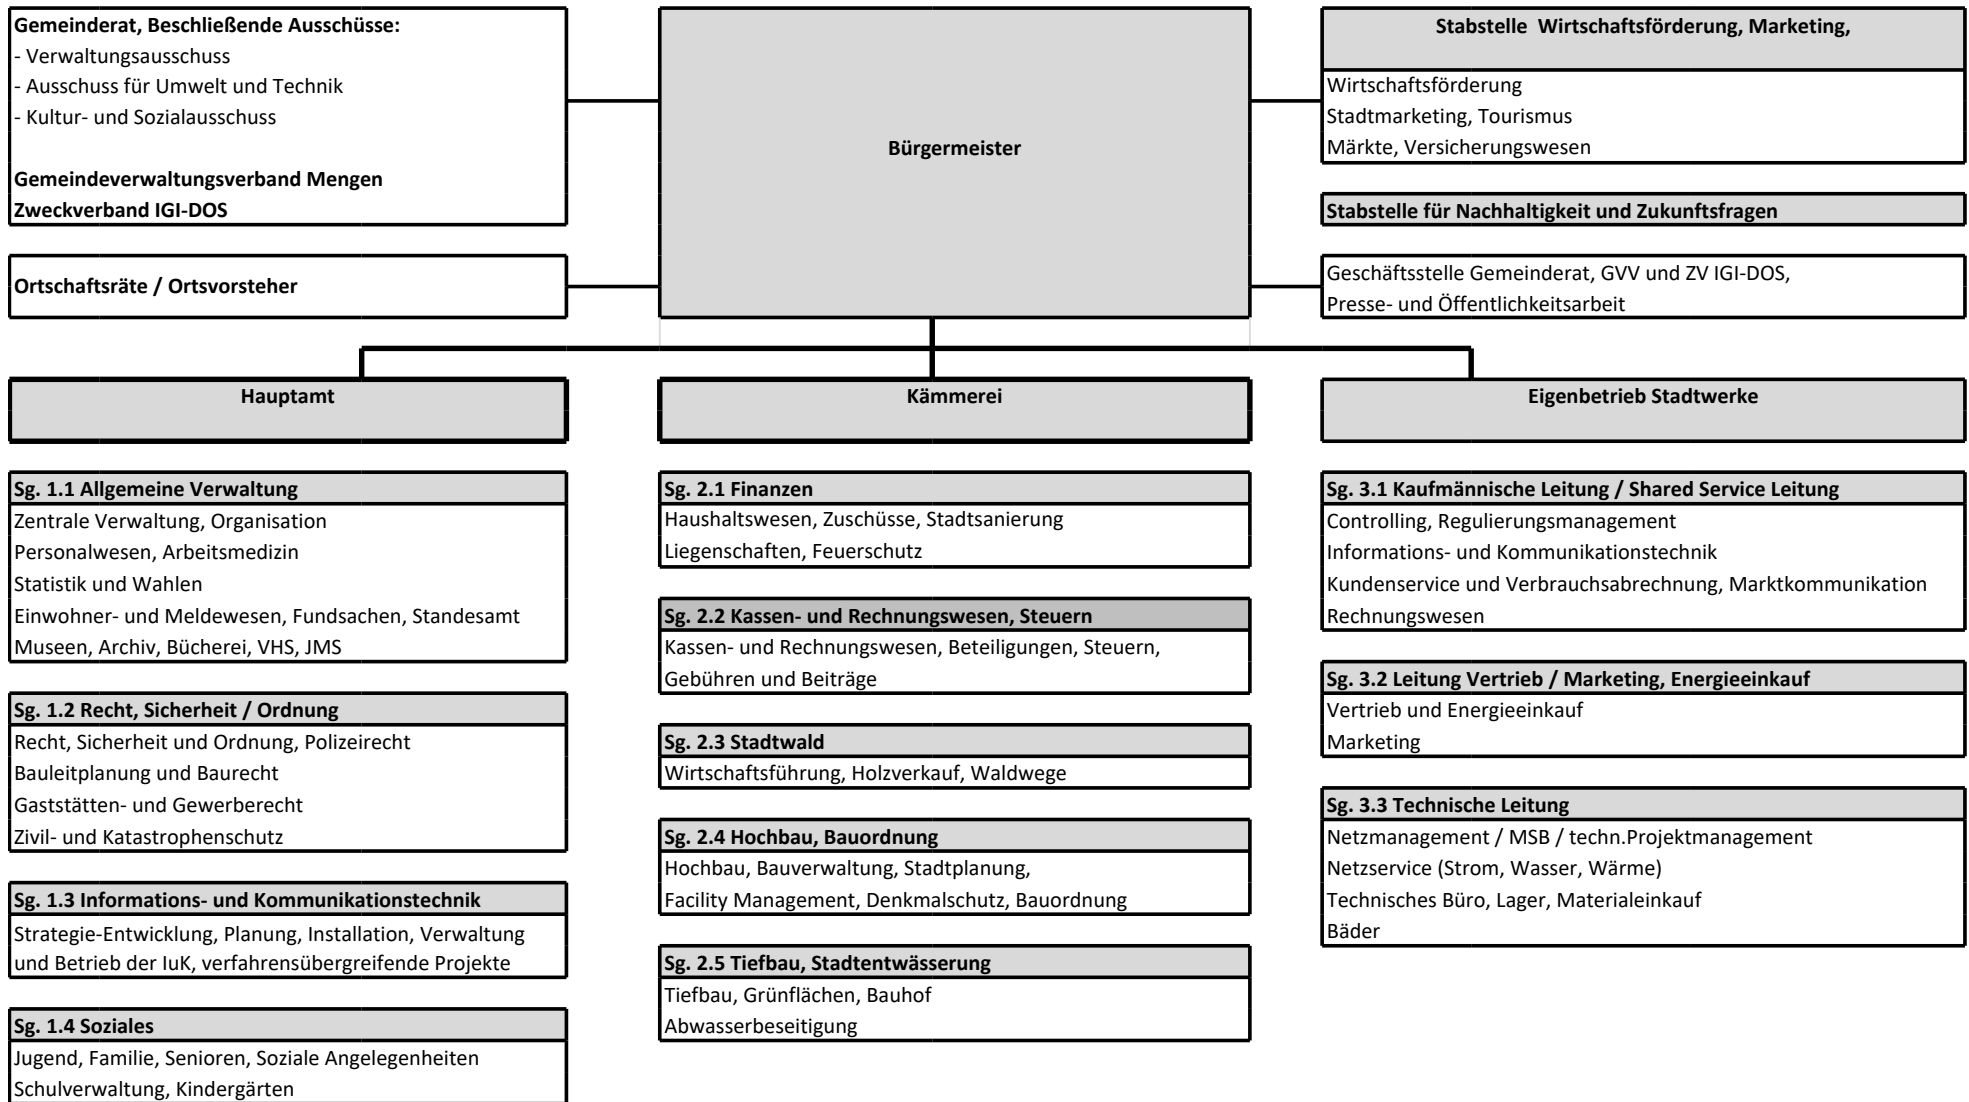 Gemeinderat, Beschließende Ausschüsse:
- Verwaltungsausschuss
- Ausschuss für Umwelt und Technik
- Kultur- und Sozialausschuss
Gemeindeverwaltungsverband Mengen
Zweckverband IGI-DOS
Ortschaftsräte / Ortsvorsteher
Bürgermeister
Stabstelle  Wirtschaftsförderung, Marketing,
Wirtschaftsförderung
Stadtmarketing, Tourismus
Märkte, Versicherungswesen
Stabstelle für Nachhaltigkeit und Zukunftsfragen
Geschäftsstelle Gemeinderat, GVV und ZV IGI-DOS,
Presse- und Öffentlichkeitsarbeit
Hauptamt
Sg. 1.1 Allgemeine Verwaltung
Zentrale Verwaltung, Organisation
Personalwesen, Arbeitsmedizin
Statistik und Wahlen
Einwohner- und Meldewesen, Fundsachen, Standesamt
Museen, Archiv, Bücherei, VHS, JMS
Sg. 1.2 Recht, Sicherheit / Ordnung
Recht, Sicherheit und Ordnung, Polizeirecht
Bauleitplanung und Baurecht
Gaststätten- und Gewerberecht
Zivil- und Katastrophenschutz
Sg. 1.3 Informations- und Kommunikationstechnik
Strategie-Entwicklung, Planung, Installation, Verwaltung
und Betrieb der IuK, verfahrensübergreifende Projekte
Sg. 1.4 Soziales
Jugend, Familie, Senioren, Soziale Angelegenheiten
Schulverwaltung, Kindergärten
Kämmerei
Sg. 2.1 Finanzen
Haushaltswesen, Zuschüsse, Stadtsanierung
Liegenschaften, Feuerschutz
Sg. 2.2 Kassen- und Rechnungswesen, Steuern
Kassen- und Rechnungswesen, Beteiligungen, Steuern,
Gebühren und Beiträge
Sg. 2.3 Stadtwald
Wirtschaftsführung, Holzverkauf, Waldwege
Sg. 2.4 Hochbau, Bauordnung
Hochbau, Bauverwaltung, Stadtplanung,
Facility Management, Denkmalschutz, Bauordnung
Sg. 2.5 Tiefbau, Stadtentwässerung
Tiefbau, Grünflächen, Bauhof
Abwasserbeseitigung
Eigenbetrieb Stadtwerke
Sg. 3.1 Kaufmännische Leitung / Shared Service Leitung
Controlling, Regulierungsmanagement
Informations- und Kommunikationstechnik
Kundenservice und Verbrauchsabrechnung, Marktkommunikation
Rechnungswesen
Sg. 3.2 Leitung Vertrieb / Marketing, Energieeinkauf
Vertrieb und Energieeinkauf
Marketing
Sg. 3.3 Technische Leitung
Netzmanagement / MSB / techn.Projektmanagement
Netzservice (Strom, Wasser, Wärme)
Technisches Büro, Lager, Materialeinkauf
Bäder